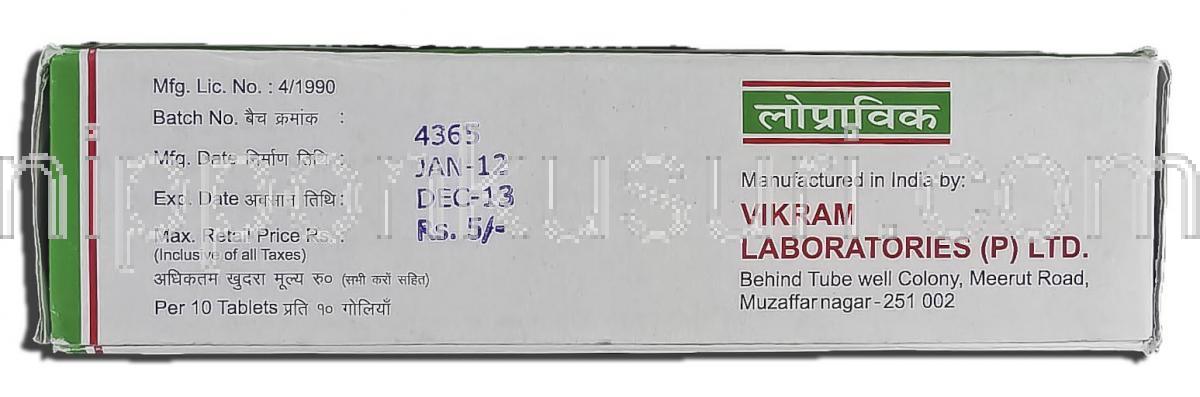 Mfg. Lic. No. : 4/1990
Batch No. बैच क्रमांक : 4365
Mfg. Date निर्माण तिथि : JAN-12
Exp. Date अवसान तिथि : DEC-13
Max. Retail Price Rs. : Rs. 5/-
(Inclusive of all Taxes)
अधिकतम खुदरा मूल्य रु० (सभी करों सहित)
Per 10 Tablets प्रति १० गोलियाँ
लोप्राविक
Manufactured in India by:
VIKRAM
LABORATORIES (P) LTD.
Behind Tube well Colony, Meerut Road,
Muzaffarnagar-251 002
nipponkusuri.com